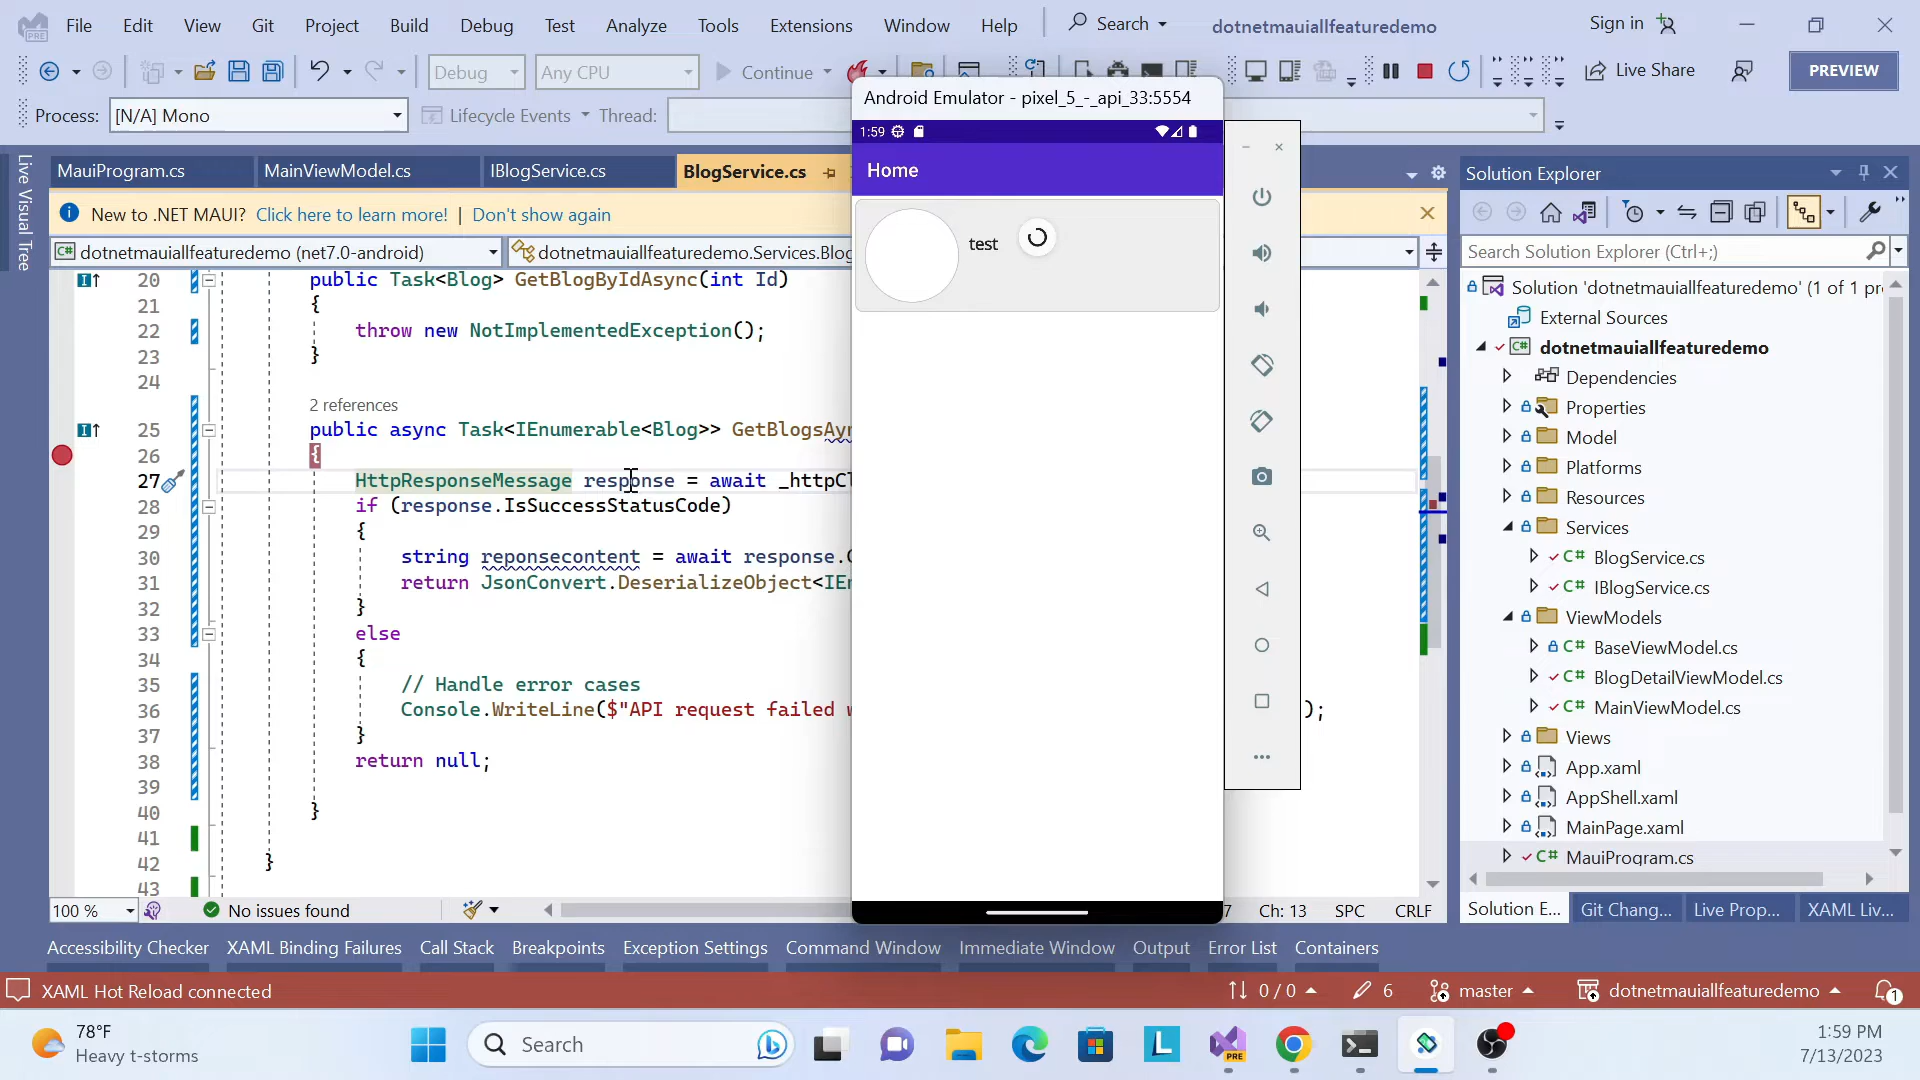 File Edit View Git Project Build Debug Test Analyze Tools Extensions Window Help Search dotnetmauiallfeaturedemo Sign in
Debug Any CPU Continue Live Share PREVIEW
Process: [N/A] Mono Lifecycle Events Thread:
Live Visual Tree
MauiProgram.cs MainViewModel.cs IBlogService.cs BlogService.cs
New to .NET MAUI? Click here to learn more! | Don't show again
dotnetmauiallfeaturedemo (net7.0-android) dotnetmauiallfeaturedemo.Services.Blog
20 public Task<Blog> GetBlogByIdAsync(int Id)
21 {
22 throw new NotImplementedException();
23 }
24
2 references
25 public async Task<IEnumerable<Blog>> GetBlogsAyn
26 {
27 HttpResponseMessage response = await _httpCl
28 if (response.IsSuccessStatusCode)
29 {
30 string reponsecontent = await response.C
31 return JsonConvert.DeserializeObject<IEn
32 }
33 else
34 {
35 // Handle error cases
36 Console.WriteLine($"API request failed w );
37 }
38 return null;
39
40 }
41
42 }
43
100 % No issues found 7 Ch: 13 SPC CRLF
Android Emulator - pixel_5_-_api_33:5554
1:59
Home
test
Solution Explorer
Search Solution Explorer (Ctrl+;)
Solution 'dotnetmauiallfeaturedemo' (1 of 1 pr
External Sources
dotnetmauiallfeaturedemo
Dependencies
Properties
Model
Platforms
Resources
Services
BlogService.cs
IBlogService.cs
ViewModels
BaseViewModel.cs
BlogDetailViewModel.cs
MainViewModel.cs
Views
App.xaml
AppShell.xaml
MainPage.xaml
MauiProgram.cs
Solution E... Git Chang... Live Prop... XAML Liv...
Accessibility Checker XAML Binding Failures Call Stack Breakpoints Exception Settings Command Window Immediate Window Output Error List Containers
XAML Hot Reload connected 0 / 0 6 master dotnetmauiallfeaturedemo 1
78°F
Heavy t-storms
Search
PRE
1:59 PM
7/13/2023